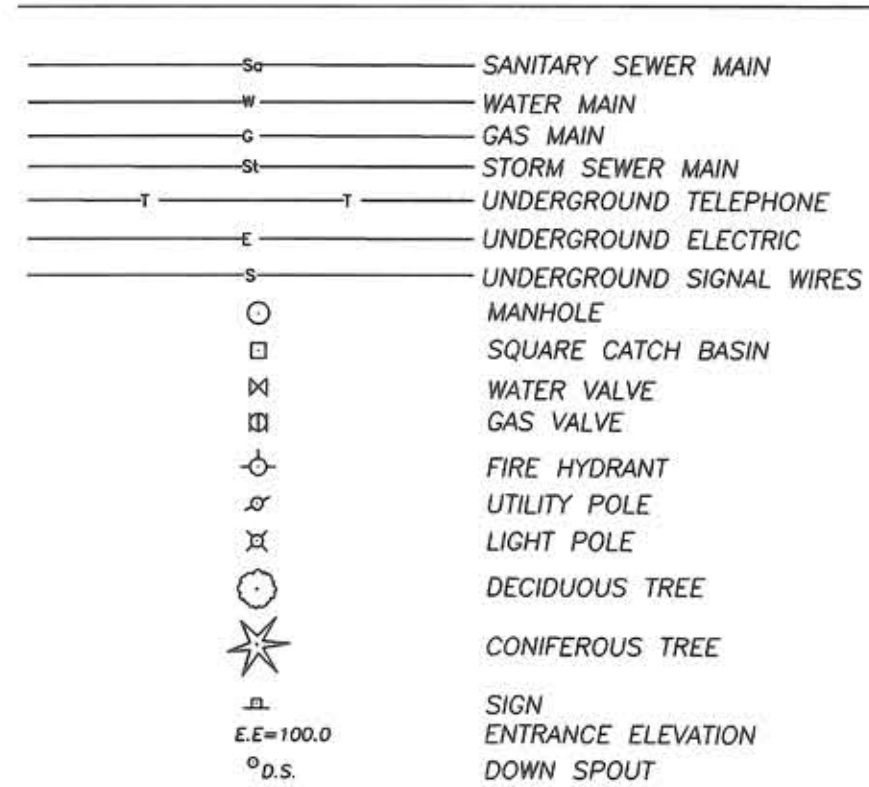 Sa SANITARY SEWER MAIN
W WATER MAIN
G GAS MAIN
St STORM SEWER MAIN
T T UNDERGROUND TELEPHONE
E UNDERGROUND ELECTRIC
S UNDERGROUND SIGNAL WIRES
MANHOLE
SQUARE CATCH BASIN
WATER VALVE
GAS VALVE
FIRE HYDRANT
UTILITY POLE
LIGHT POLE
DECIDUOUS TREE
CONIFEROUS TREE
SIGN
E.E=100.0 ENTRANCE ELEVATION
D.S. DOWN SPOUT